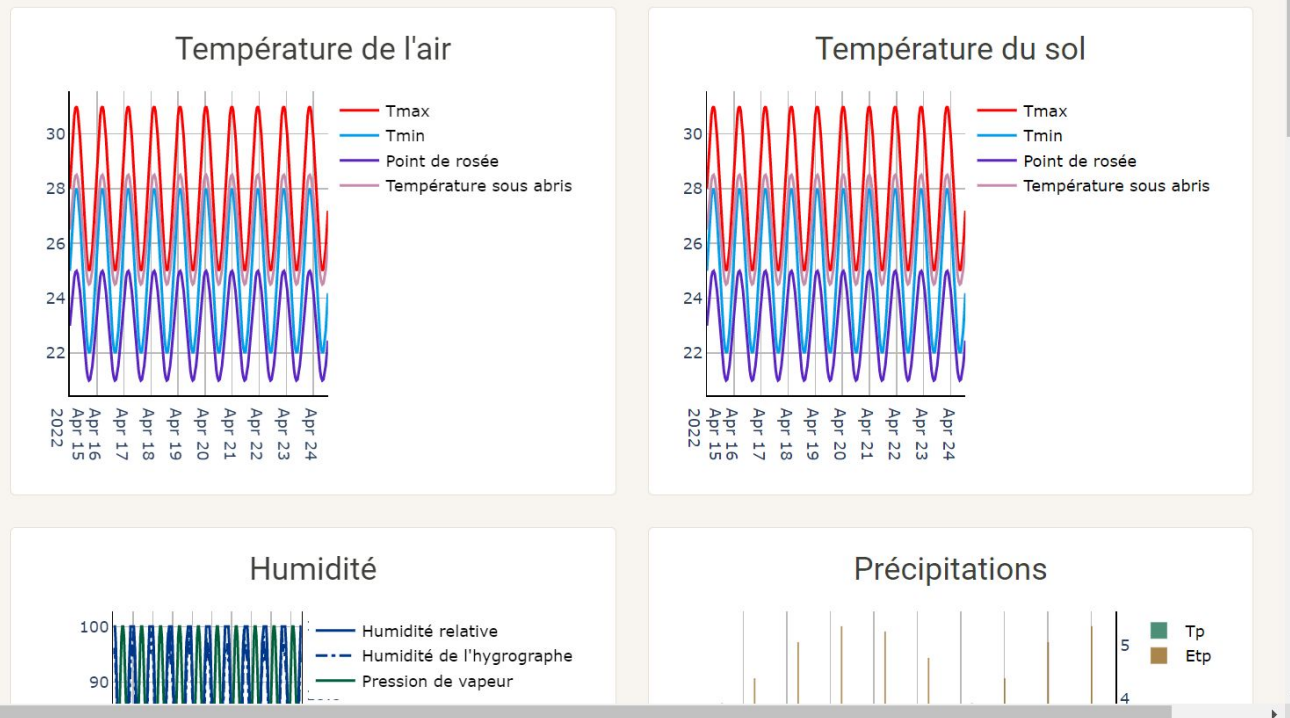 Température de l'air
30
28
26
24
22
Apr 15
2022
Apr 16
Apr 17
Apr 18
Apr 19
Apr 20
Apr 21
Apr 22
Apr 23
Apr 24
Tmax
Tmin
Point de rosée
Température sous abris
Température du sol
30
28
26
24
22
Apr 15
2022
Apr 16
Apr 17
Apr 18
Apr 19
Apr 20
Apr 21
Apr 22
Apr 23
Apr 24
Tmax
Tmin
Point de rosée
Température sous abris
Humidité
100
90
Humidité relative
Humidité de l'hygrographe
Pression de vapeur
Précipitations
5
4
Tp
Etp